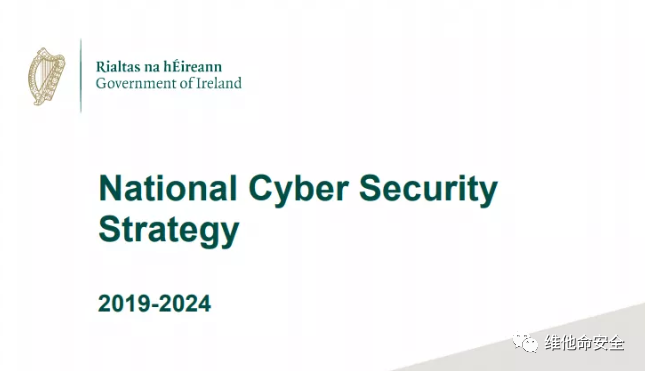 Rialtas na hÉireann
Government of Ireland
National Cyber Security
Strategy
2019-2024
维他命安全